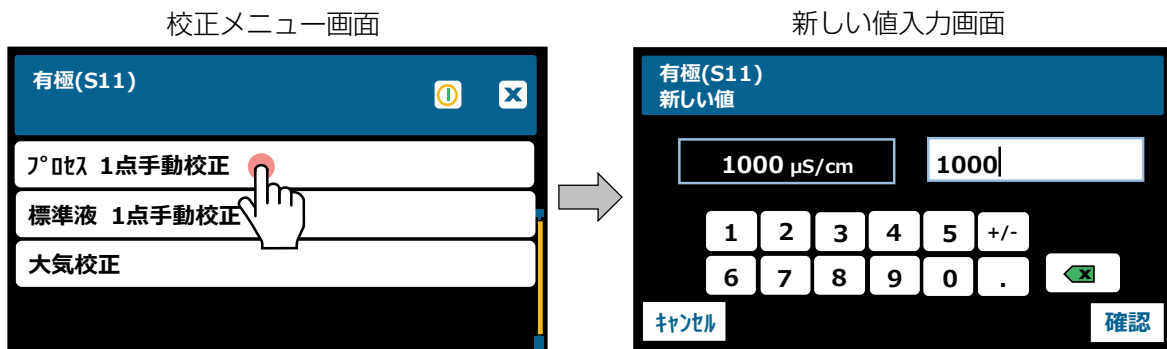 校正メニュー画面
有極(S11)
プロセス 1点手動校正
標準液 1点手動校正
大気校正
新しい値入力画面
有極(S11)
新しい値
1000 µS/cm
1000
1 2 3 4 5 +/-
6 7 8 9 0 .
キャンセル
確認